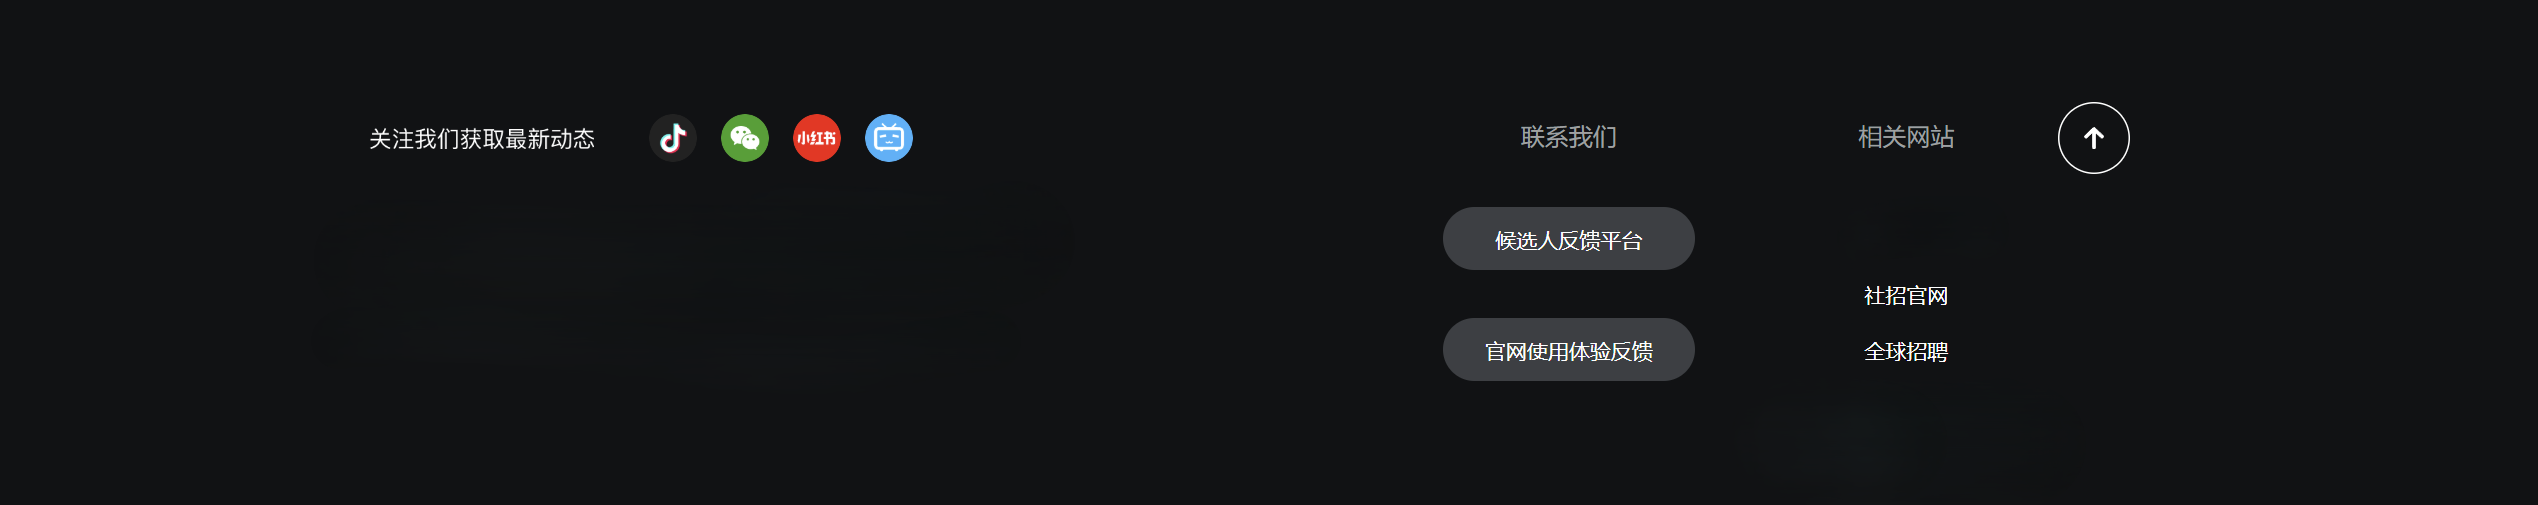 关注我们获取最新动态
小红书
联系我们
相关网站
候选人反馈平台
社招官网
官网使用体验反馈
全球招聘